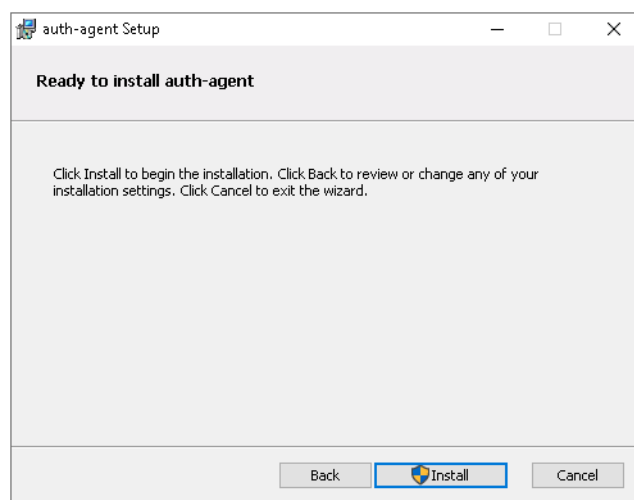 auth-agent Setup
Ready to install auth-agent
Click Install to begin the installation. Click Back to review or change any of your
installation settings. Click Cancel to exit the wizard.
Back
Install
Cancel